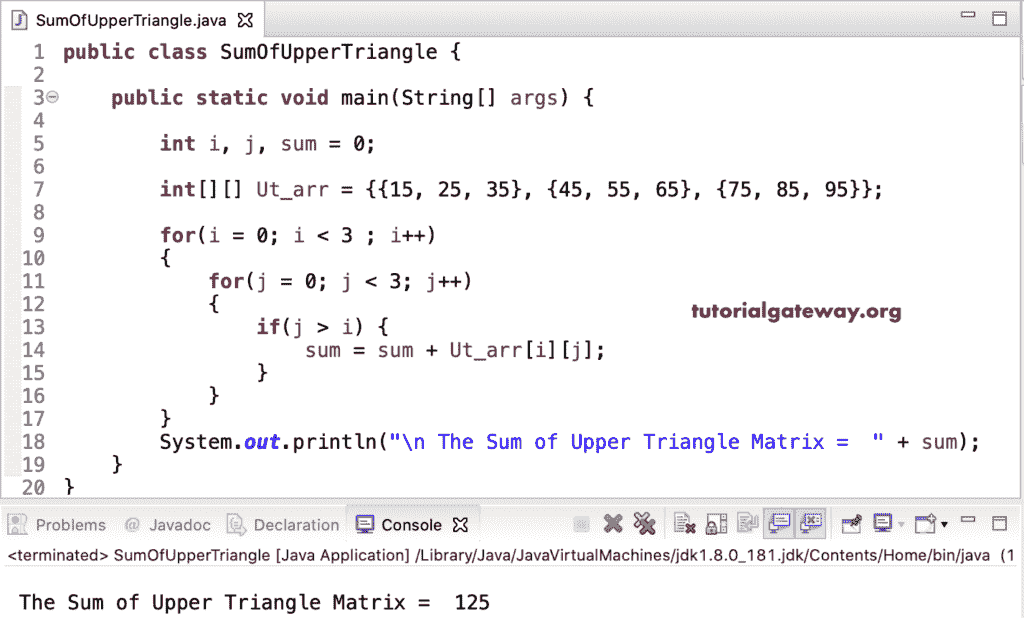 SumOfUpperTriangle.java
1 public class SumOfUpperTriangle {
2
3 public static void main(String[] args) {
4
5 int i, j, sum = 0;
6
7 int[][] Ut_arr = {{15, 25, 35}, {45, 55, 65}, {75, 85, 95}};
8
9 for(i = 0; i < 3 ; i++)
10 {
11 for(j = 0; j < 3; j++)
12 {
13 if(j > i) {
14 sum = sum + Ut_arr[i][j];
15 }
16 }
17 }
18 System.out.println("\n The Sum of Upper Triangle Matrix =  " + sum);
19 }
20 }
tutorialgateway.org
Problems @ Javadoc Declaration Console
<terminated> SumOfUpperTriangle [Java Application] /Library/Java/JavaVirtualMachines/jdk1.8.0_181.jdk/Contents/Home/bin/java (1
The Sum of Upper Triangle Matrix =  125